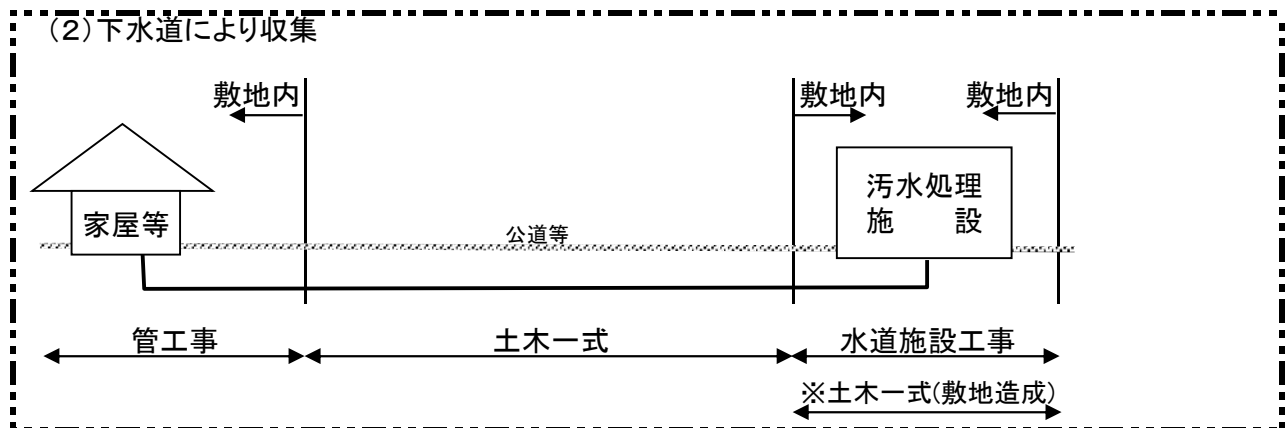 (2)下水道により収集
敷地内
敷地内
敷地内
家屋等
汚水処理
施 設
公道等
管工事
土木一式
水道施設工事
※土木一式(敷地造成)